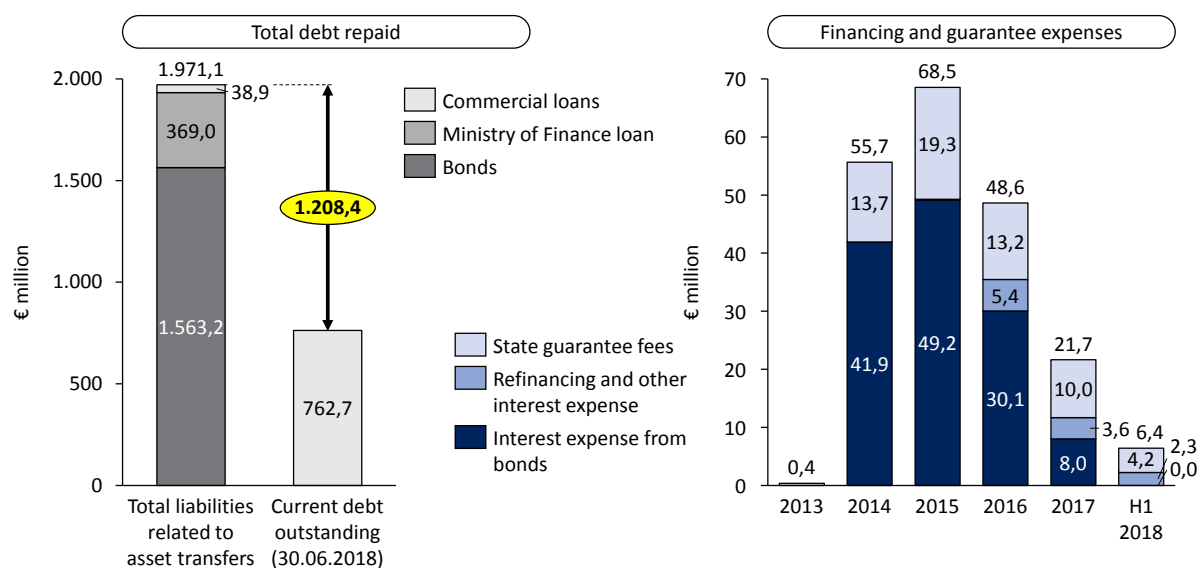 Total debt repaid
€ million
2.000
1.500
1.000
500
0
1.971,1
38,9
369,0
1.563,2
1.208,4
762,7
Commercial loans
Ministry of Finance loan
Bonds
Total liabilities
related to
asset transfers
Current debt
outstanding
(30.06.2018)
Financing and guarantee expenses
€ million
70
60
50
40
30
20
10
0
State guarantee fees
Refinancing and other
interest expense
Interest expense from
bonds
0,4
55,7
13,7
41,9
68,5
19,3
49,2
48,6
13,2
5,4
30,1
21,7
10,0
3,6
8,0
6,4
4,2
2,3
0,0
2013
2014
2015
2016
2017
H1
2018